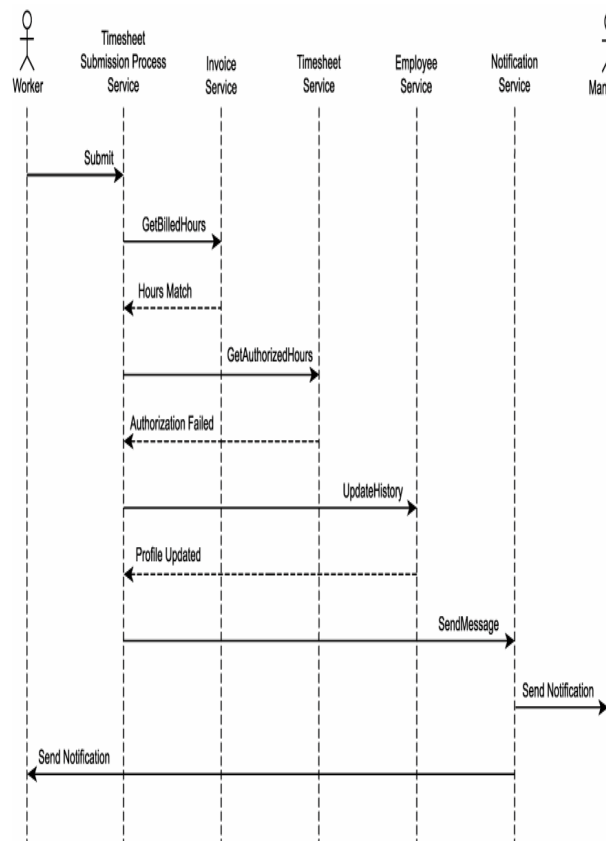 Timesheet
Submission Process
Service
Invoice
Service
Timesheet
Service
Employee
Service
Notification
Service
Worker
Man
Submit
GetBilledHours
Hours Match
GetAuthorizedHours
Authorization Failed
UpdateHistory
Profile Updated
SendMessage
Send Notification
Send Notification